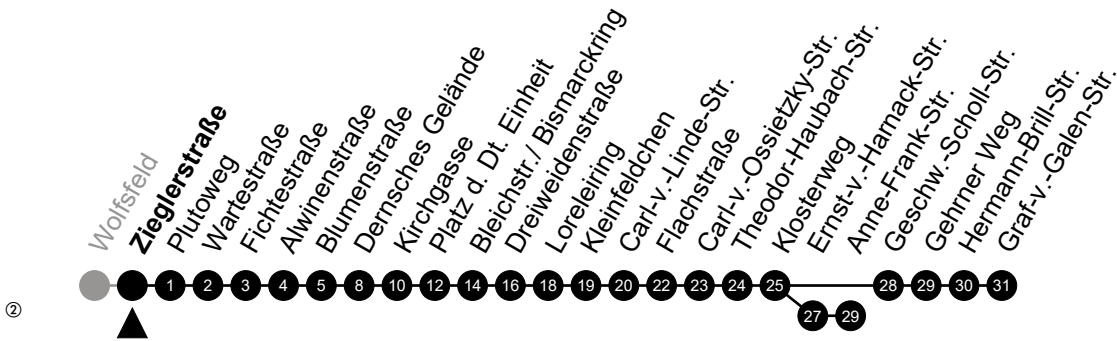 Wolfsfeld
Zieglerstraße
Plutoweg
Wartestraße
Fichtestraße
Alwinenstraße
Blumenstraße
Dernsches Gelände
Kirchgasse
Platz d. Dt. Einheit
Bleichstr./ Bismarckring
Dreiweidenstraße
Loreleiring
Kleinfeldchen
Carl-v.-Linde-Str.
Flachstraße
Carl-v.-Ossietzky-Str.
Theodor-Haubach-Str.
Klosterweg
Ernst-v.-Harnack-Str.
Anne-Frank-Str.
Geschw.-Scholl-Str.
Gehrner Weg
Hermann-Brill-Str.
Graf-v.-Galen-Str.
1 2 3 4 5 8 10 12 14 16 18 19 20 22 23 24 25 28 29 30 31
② 27 29